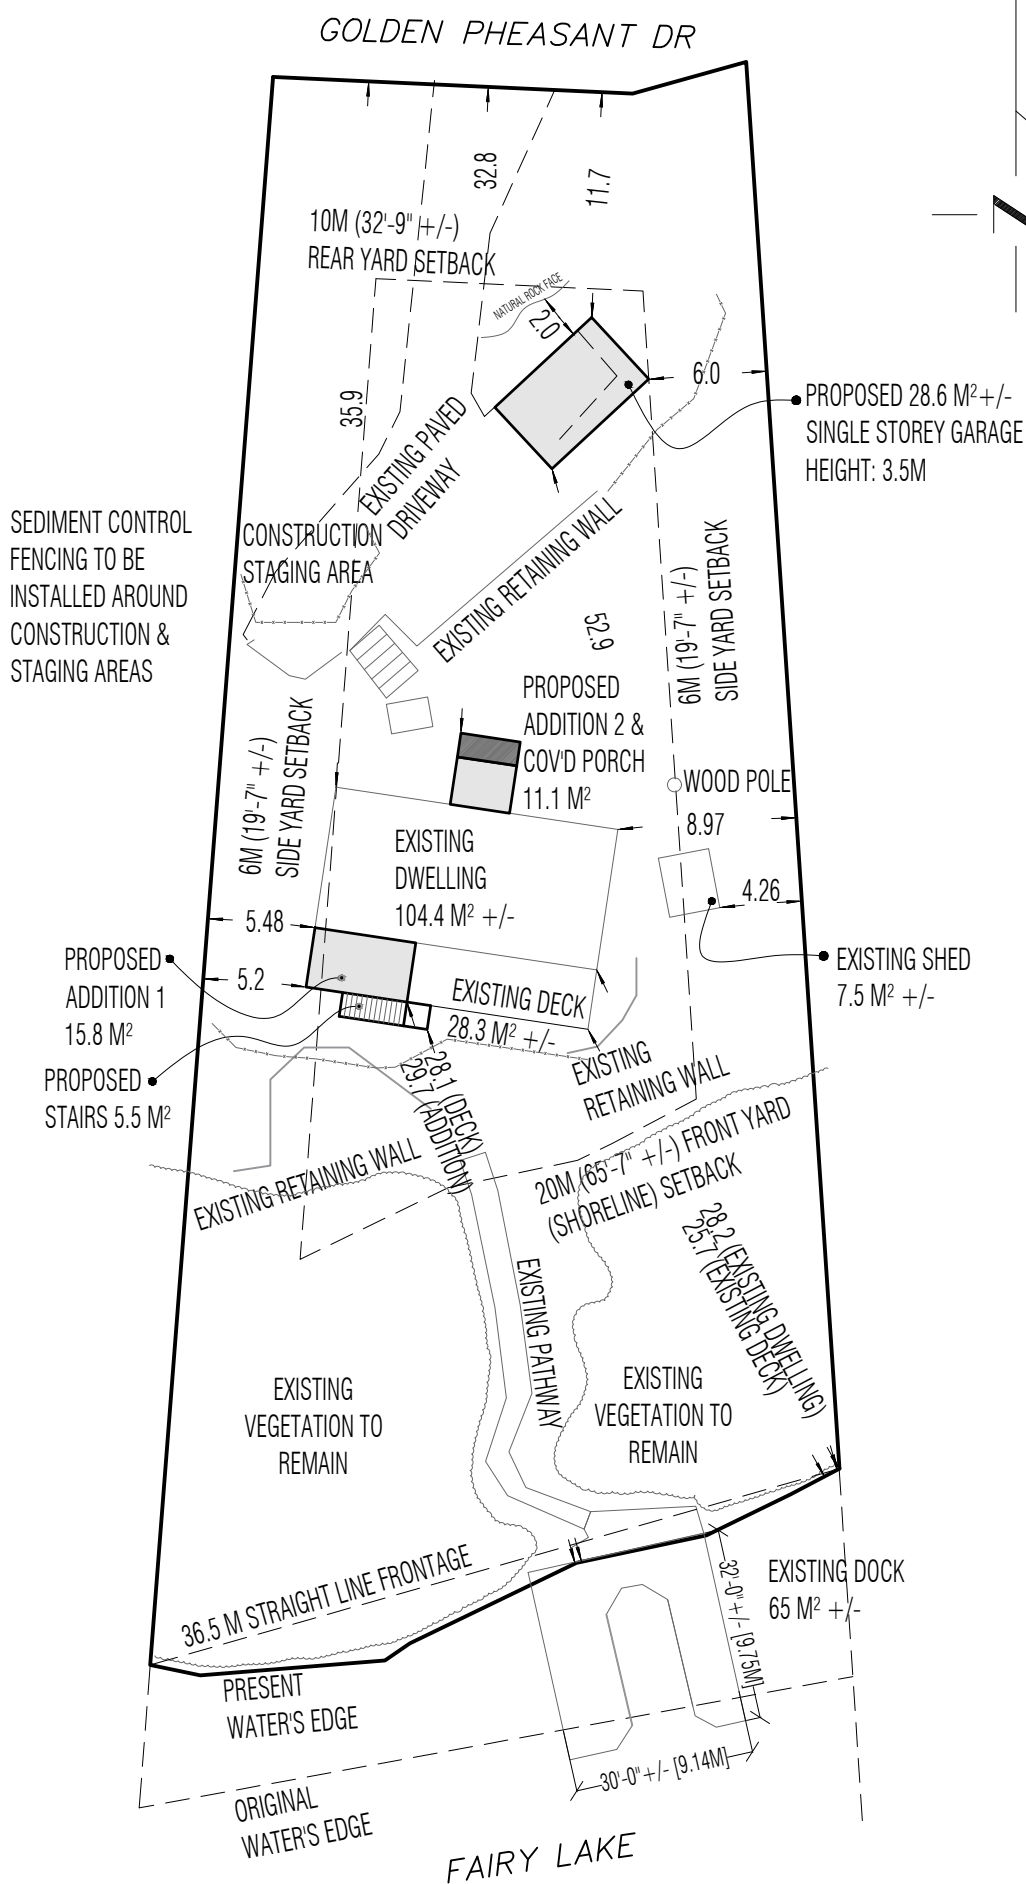 GOLDEN PHEASANT DR
32.8
11.7
10M (32'-9" +/-)
REAR YARD SETBACK
NATURAL ROCK FACE
2.0
6.0
35.9
PROPOSED 28.6 M² +/-
SINGLE STOREY GARAGE
HEIGHT: 3.5M
EXISTING PAVED
DRIVEWAY
SEDIMENT CONTROL
FENCING TO BE
INSTALLED AROUND
CONSTRUCTION &
STAGING AREAS
CONSTRUCTION
STAGING AREA
EXISTING RETAINING WALL
52.9
6M (19'-7" +/-)
SIDE YARD SETBACK
PROPOSED
ADDITION 2 &
COV'D PORCH
11.1 M²
6M (19'-7" +/-)
SIDE YARD SETBACK
WOOD POLE
8.97
EXISTING
DWELLING
104.4 M² +/-
4.26
5.48
5.2
PROPOSED
ADDITION 1
15.8 M²
EXISTING SHED
7.5 M² +/-
EXISTING DECK
28.3 M² +/-
PROPOSED
STAIRS 5.5 M²
28.1 (DECK)
29.7 (ADDITION)
EXISTING
RETAINING WALL
EXISTING RETAINING WALL
20M (65'-7" +/-) FRONT YARD
(SHORELINE) SETBACK
28.2 (EXISTING DWELLING)
25.7 (EXISTING DECK)
EXISTING PATHWAY
EXISTING
VEGETATION TO
REMAIN
EXISTING
VEGETATION TO
REMAIN
36.5 M STRAIGHT LINE FRONTAGE
32'-0" +/- [9.75M]
EXISTING DOCK
65 M² +/-
PRESENT
WATER'S EDGE
30'-0" +/- [9.14M]
ORIGINAL
WATER'S EDGE
FAIRY LAKE